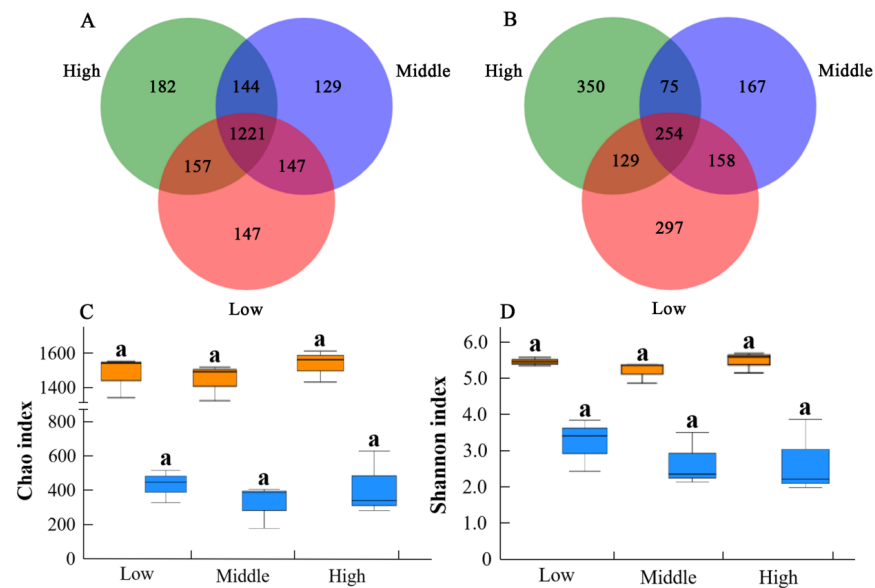 A
B
High
182
144
129
Middle
1221
157
147
147
Low
High
350
75
167
Middle
254
129
158
297
Low
C
Chao index
1600
1400
800
600
400
200
0
a
a
a
a
a
a
Low
Middle
High
D
Shannon index
6.0
5.0
4.0
3.0
2.0
1.0
0
a
a
a
a
a
a
Low
Middle
High